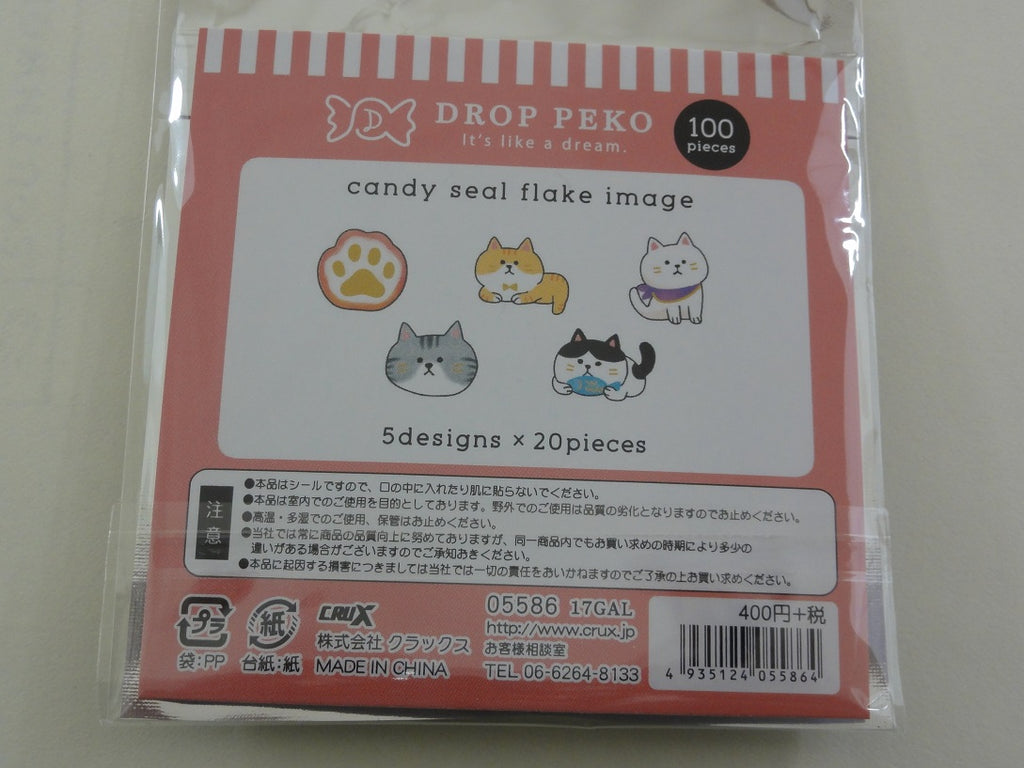 D
DROP PEKO
It's like a dream.
100
pieces
candy seal flake image
5designs × 20pieces
注意
●本品はシールですので、口の中に入れたり肌に貼らないでください。
●本品は室内でのご使用を目的としております。野外でのご使用は品質の劣化となりますのでお止めください。
●高温・多湿でのご使用、保管はお止めください。
●当社では常に商品の品質向上に努めておりますが、同一商品内でもお買い求めの時期により多少の
違いがある場合がございますのでご承知おきください。
●本品に起因する損害につきましては当社では一切の責任をおいかねますのでご了承の上お買い求めください。
プラ
袋:PP
紙
台紙:紙
CRUX
株式会社 クラックス
MADE IN CHINA
05586 17GAL
http://www.crux.jp
お客様相談室
TEL 06-6264-8133
400円+税
4 935124 055864